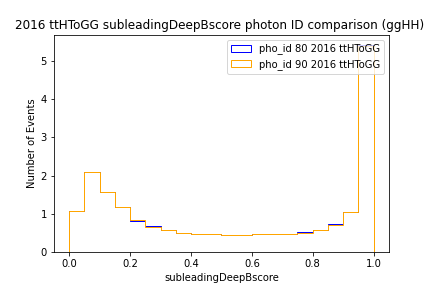 2016 ttHToGG subleadingDeepBscore photon ID comparison (ggHH)
pho_id 80 2016 ttHToGG
pho_id 90 2016 ttHToGG
Number of Events
5
4
3
2
1
0
0.0 0.2 0.4 0.6 0.8 1.0
subleadingDeepBscore